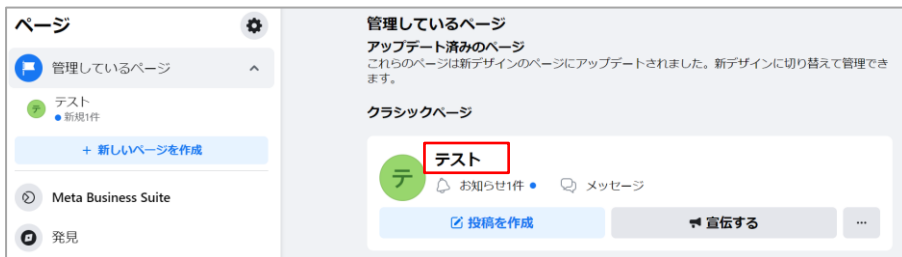 ページ
管理しているページ
テ
テスト
新規1件
+ 新しいページを作成
Meta Business Suite
発見
管理しているページ
アップデート済みのページ
これらのページは新デザインのページにアップデートされました。新デザインに切り替えて管理でき
ます。
クラシックページ
テ
テスト
お知らせ1件 メッセージ
投稿を作成 宣伝する ...